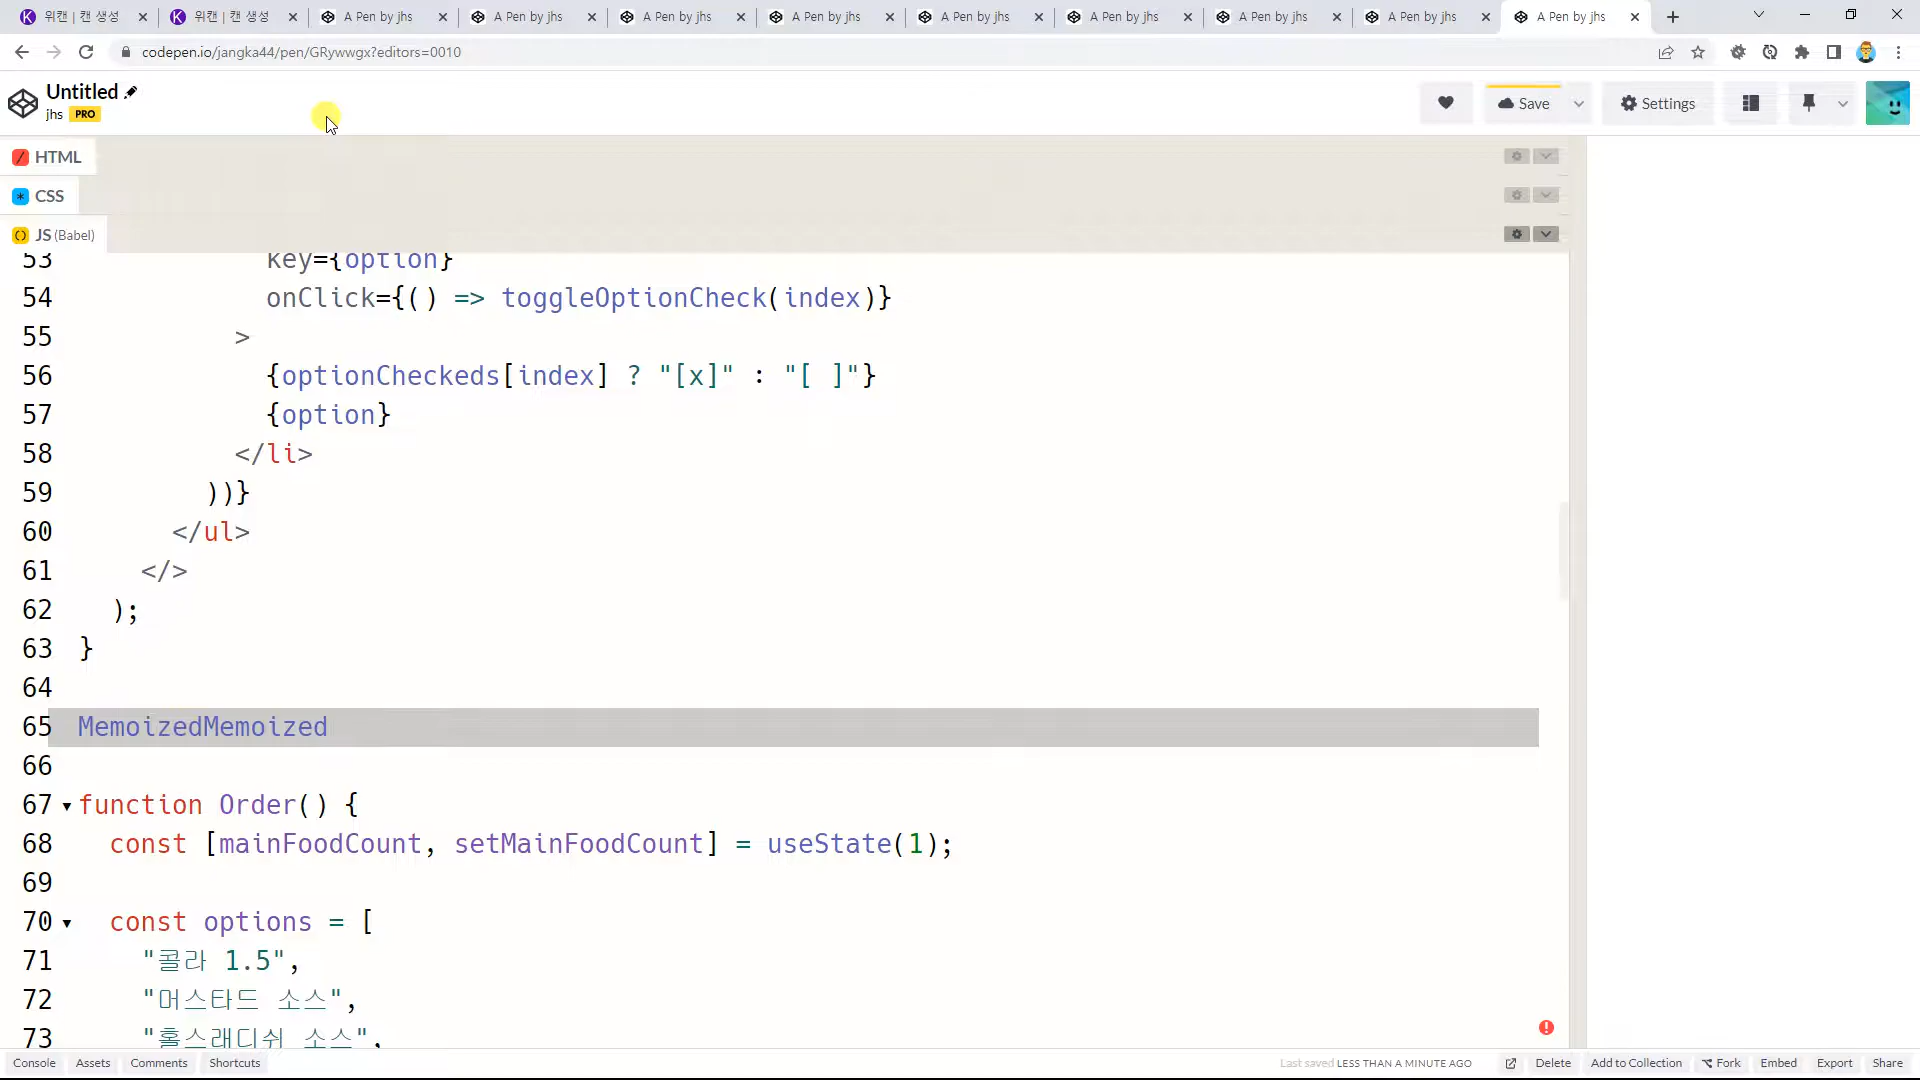 위캔 | 캔 생성
위캔 | 캔 생성
A Pen by jhs
A Pen by jhs
A Pen by jhs
A Pen by jhs
A Pen by jhs
A Pen by jhs
A Pen by jhs
A Pen by jhs
A Pen by jhs
codepen.io/jangka44/pen/GRywwgx?editors=0010
Untitled
jhs PRO
Save
Settings
HTML
CSS
JS (Babel)
53 key={option}
54 onClick={() => toggleOptionCheck(index)}
55 >
56 {optionCheckeds[index] ? "[x]" : "[ ]"}
57 {option}
58 </li>
59 ))}
60 </ul>
61 </>
62 );
63 }
64
65 MemoizedMemoized
66
67 function Order() {
68 const [mainFoodCount, setMainFoodCount] = useState(1);
69
70 const options = [
71 "콜라 1.5",
72 "머스타드 소스",
73 "홀스래디쉬 소스",
Console Assets Comments Shortcuts Last saved LESS THAN A MINUTE AGO Delete Add to Collection Fork Embed Export Share